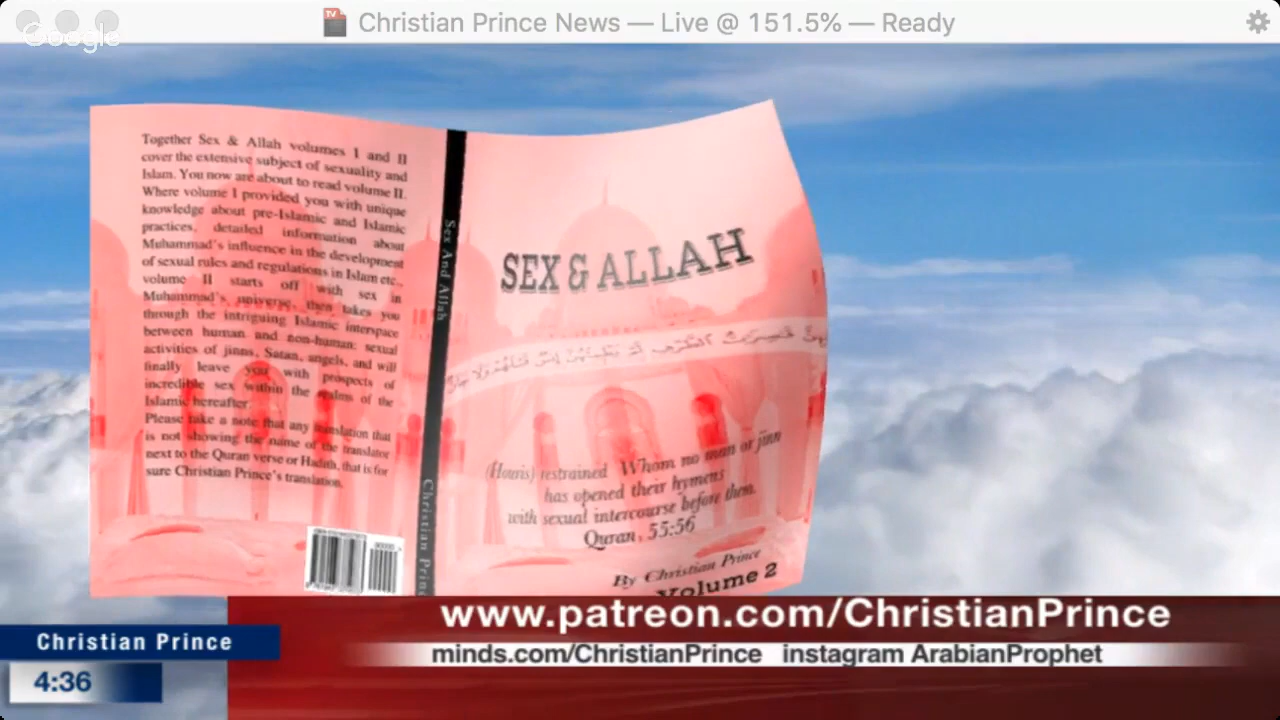 Christian Prince News — Live @ 151.5% — Ready
Google
Together Sex & Allah volumes I and II
cover the extensive subject of sexuality and
Islam. You now are about to read volume II.
Where volume I provided you with unique
knowledge about pre-Islamic and Islamic
practices, detailed information about
Muhammad's influence in the development
of sexual rules and regulations in Islam etc.,
volume II starts off with sex in
Muhammad's universe, then takes you
through the intriguing Islamic interspace
between human and non-human: sexual
activities of jinns, Satan, angels, and will
finally leave you with prospects of
incredible sex within the realms of the
Islamic hereafter.
Please take a note that any translation that
is not showing the name of the translator
next to the Quran verse or Hadith, that is for
sure Christian Prince's translation.
Sex And Allah
Christian Prin
SEX & ALLAH
(Houris) restrained Whom no man or jinn
has opened their hymens
with sexual intercourse before them.
Quran, 55:56
By Christian Prince
Volume 2
www.patreon.com/ChristianPrince
Christian Prince
minds.com/ChristianPrince instagram ArabianProphet
4:36